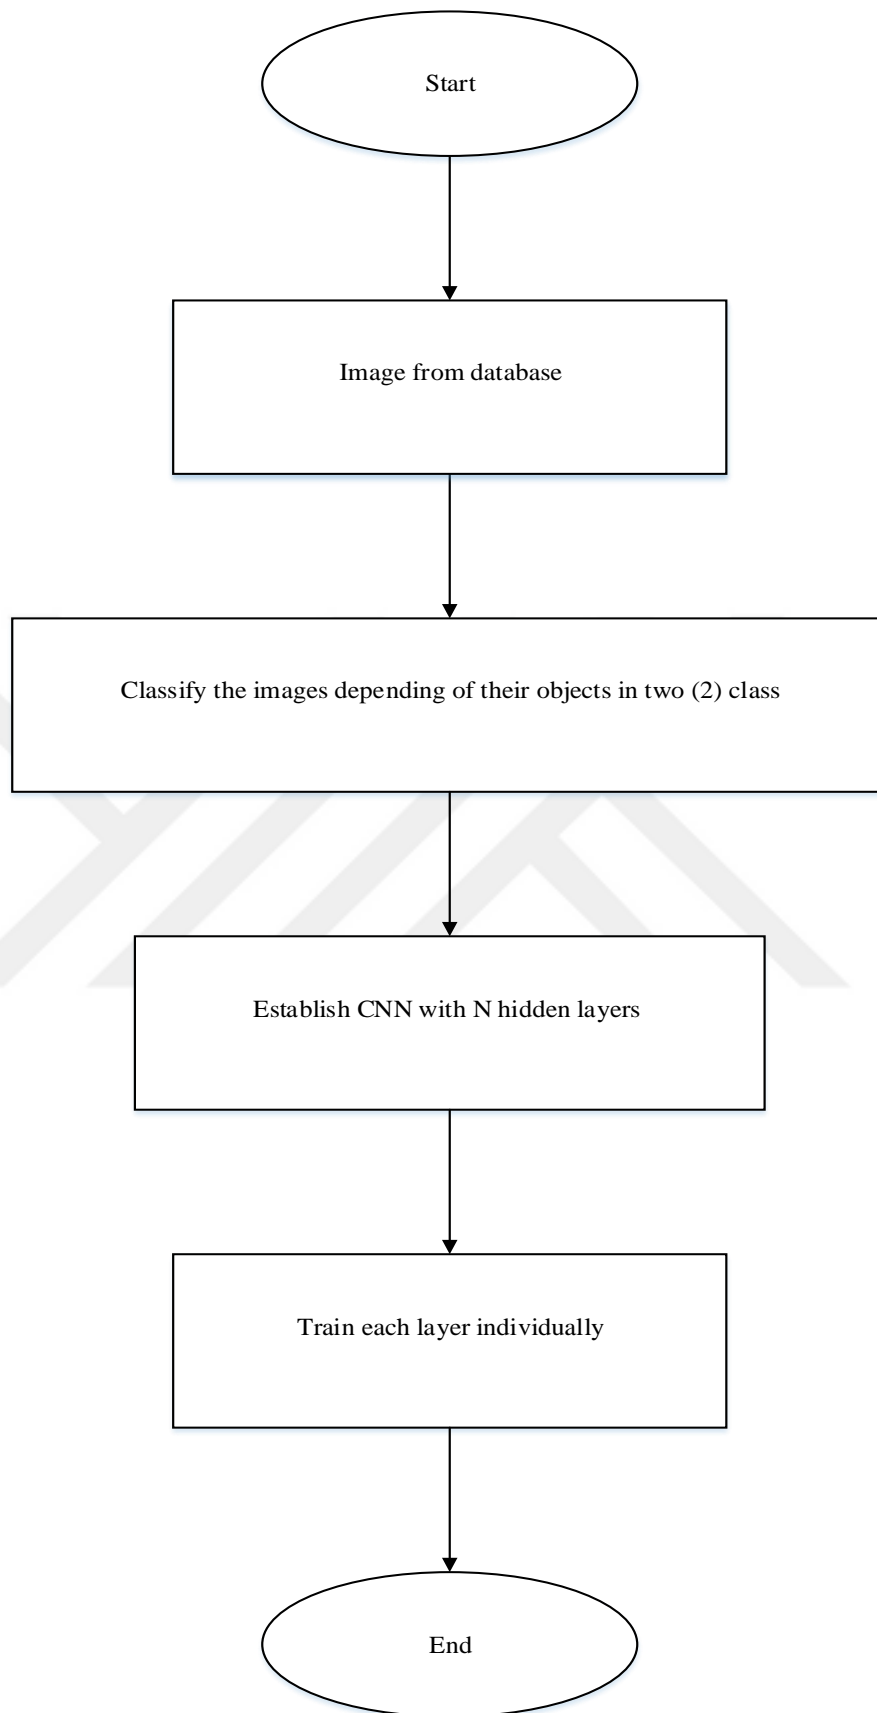 Start
Image from database
Classify the images depending of their objects in two (2) class
Establish CNN with N hidden layers
Train each layer individually
End